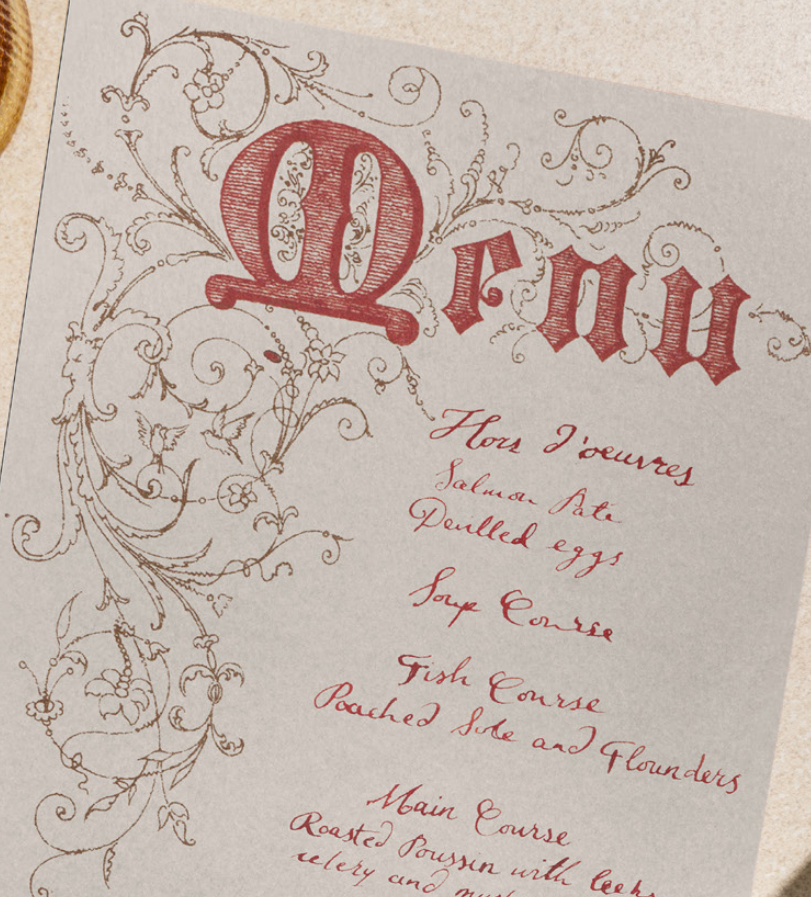 Menu
Hors d'oeuvres
Salmon Pate
Devilled eggs
Soup Course
Fish Course
Poached Sole and Flounders
Main Course
Roasted Poussin with leeks
celery and